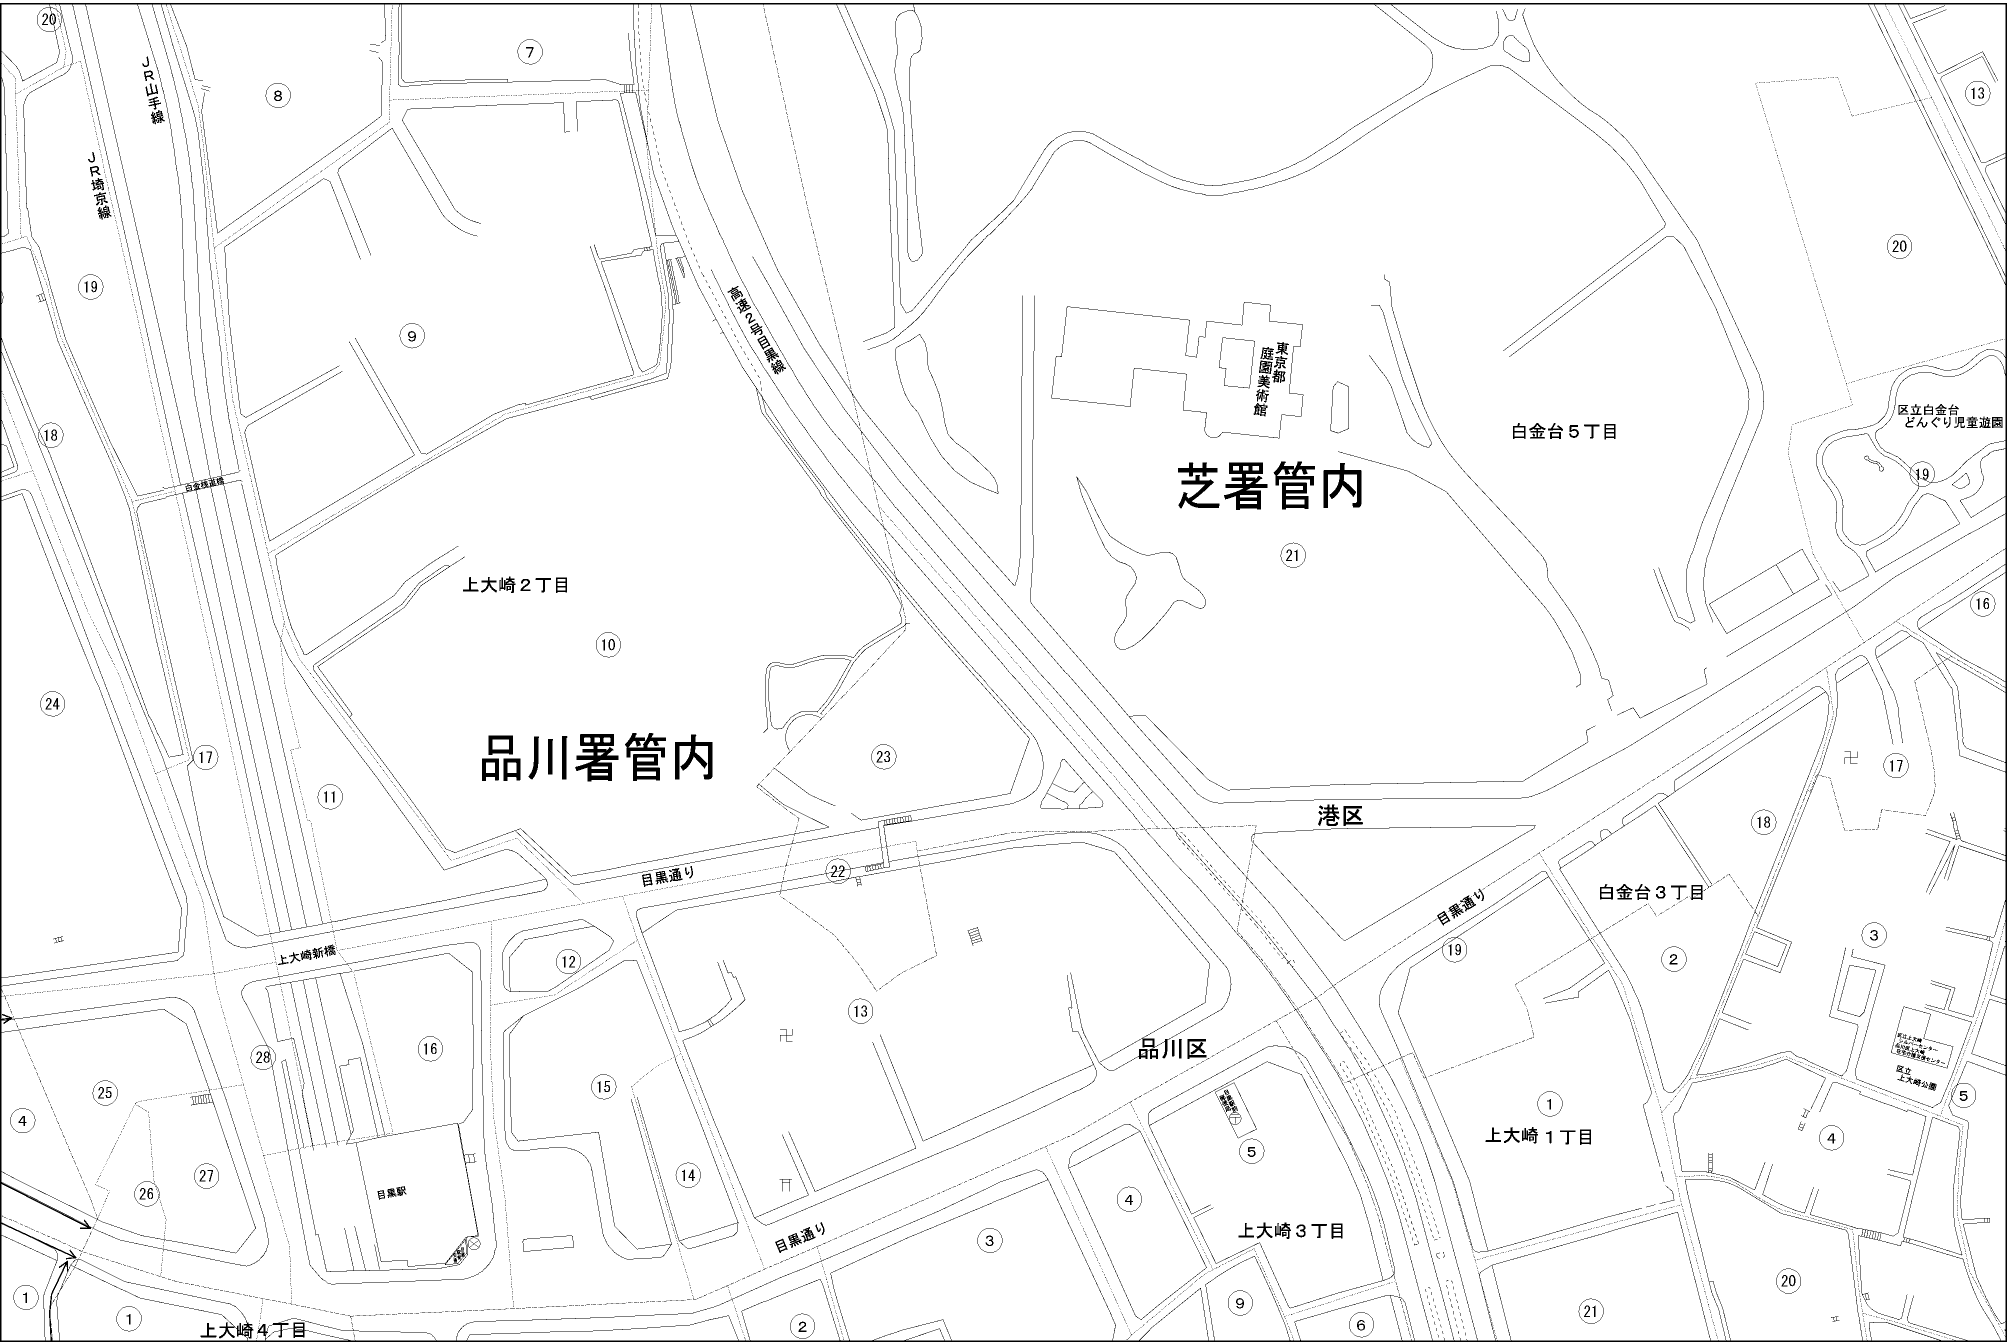 20
7
8
13
JR山手線
JR埼京線
19
9
20
高速2号目黒線
東京都
庭園美術館
区立白金台
どんぐり児童遊園
白金台5丁目
18
19
白金桟道橋
芝署管内
21
上大崎2丁目
10
16
24
品川署管内
17
23
17
11
港区
18
目黒通り
22
白金台3丁目
目黒通り
3
上大崎新橋
12
19
2
13
28
16
品川区
15
25
区立
上大崎公園
5
1
4
上大崎1丁目
4
5
27
26
14
目黒駅
4
上大崎3丁目
目黒通り
3
1
1
上大崎4丁目
2
9
6
21
20